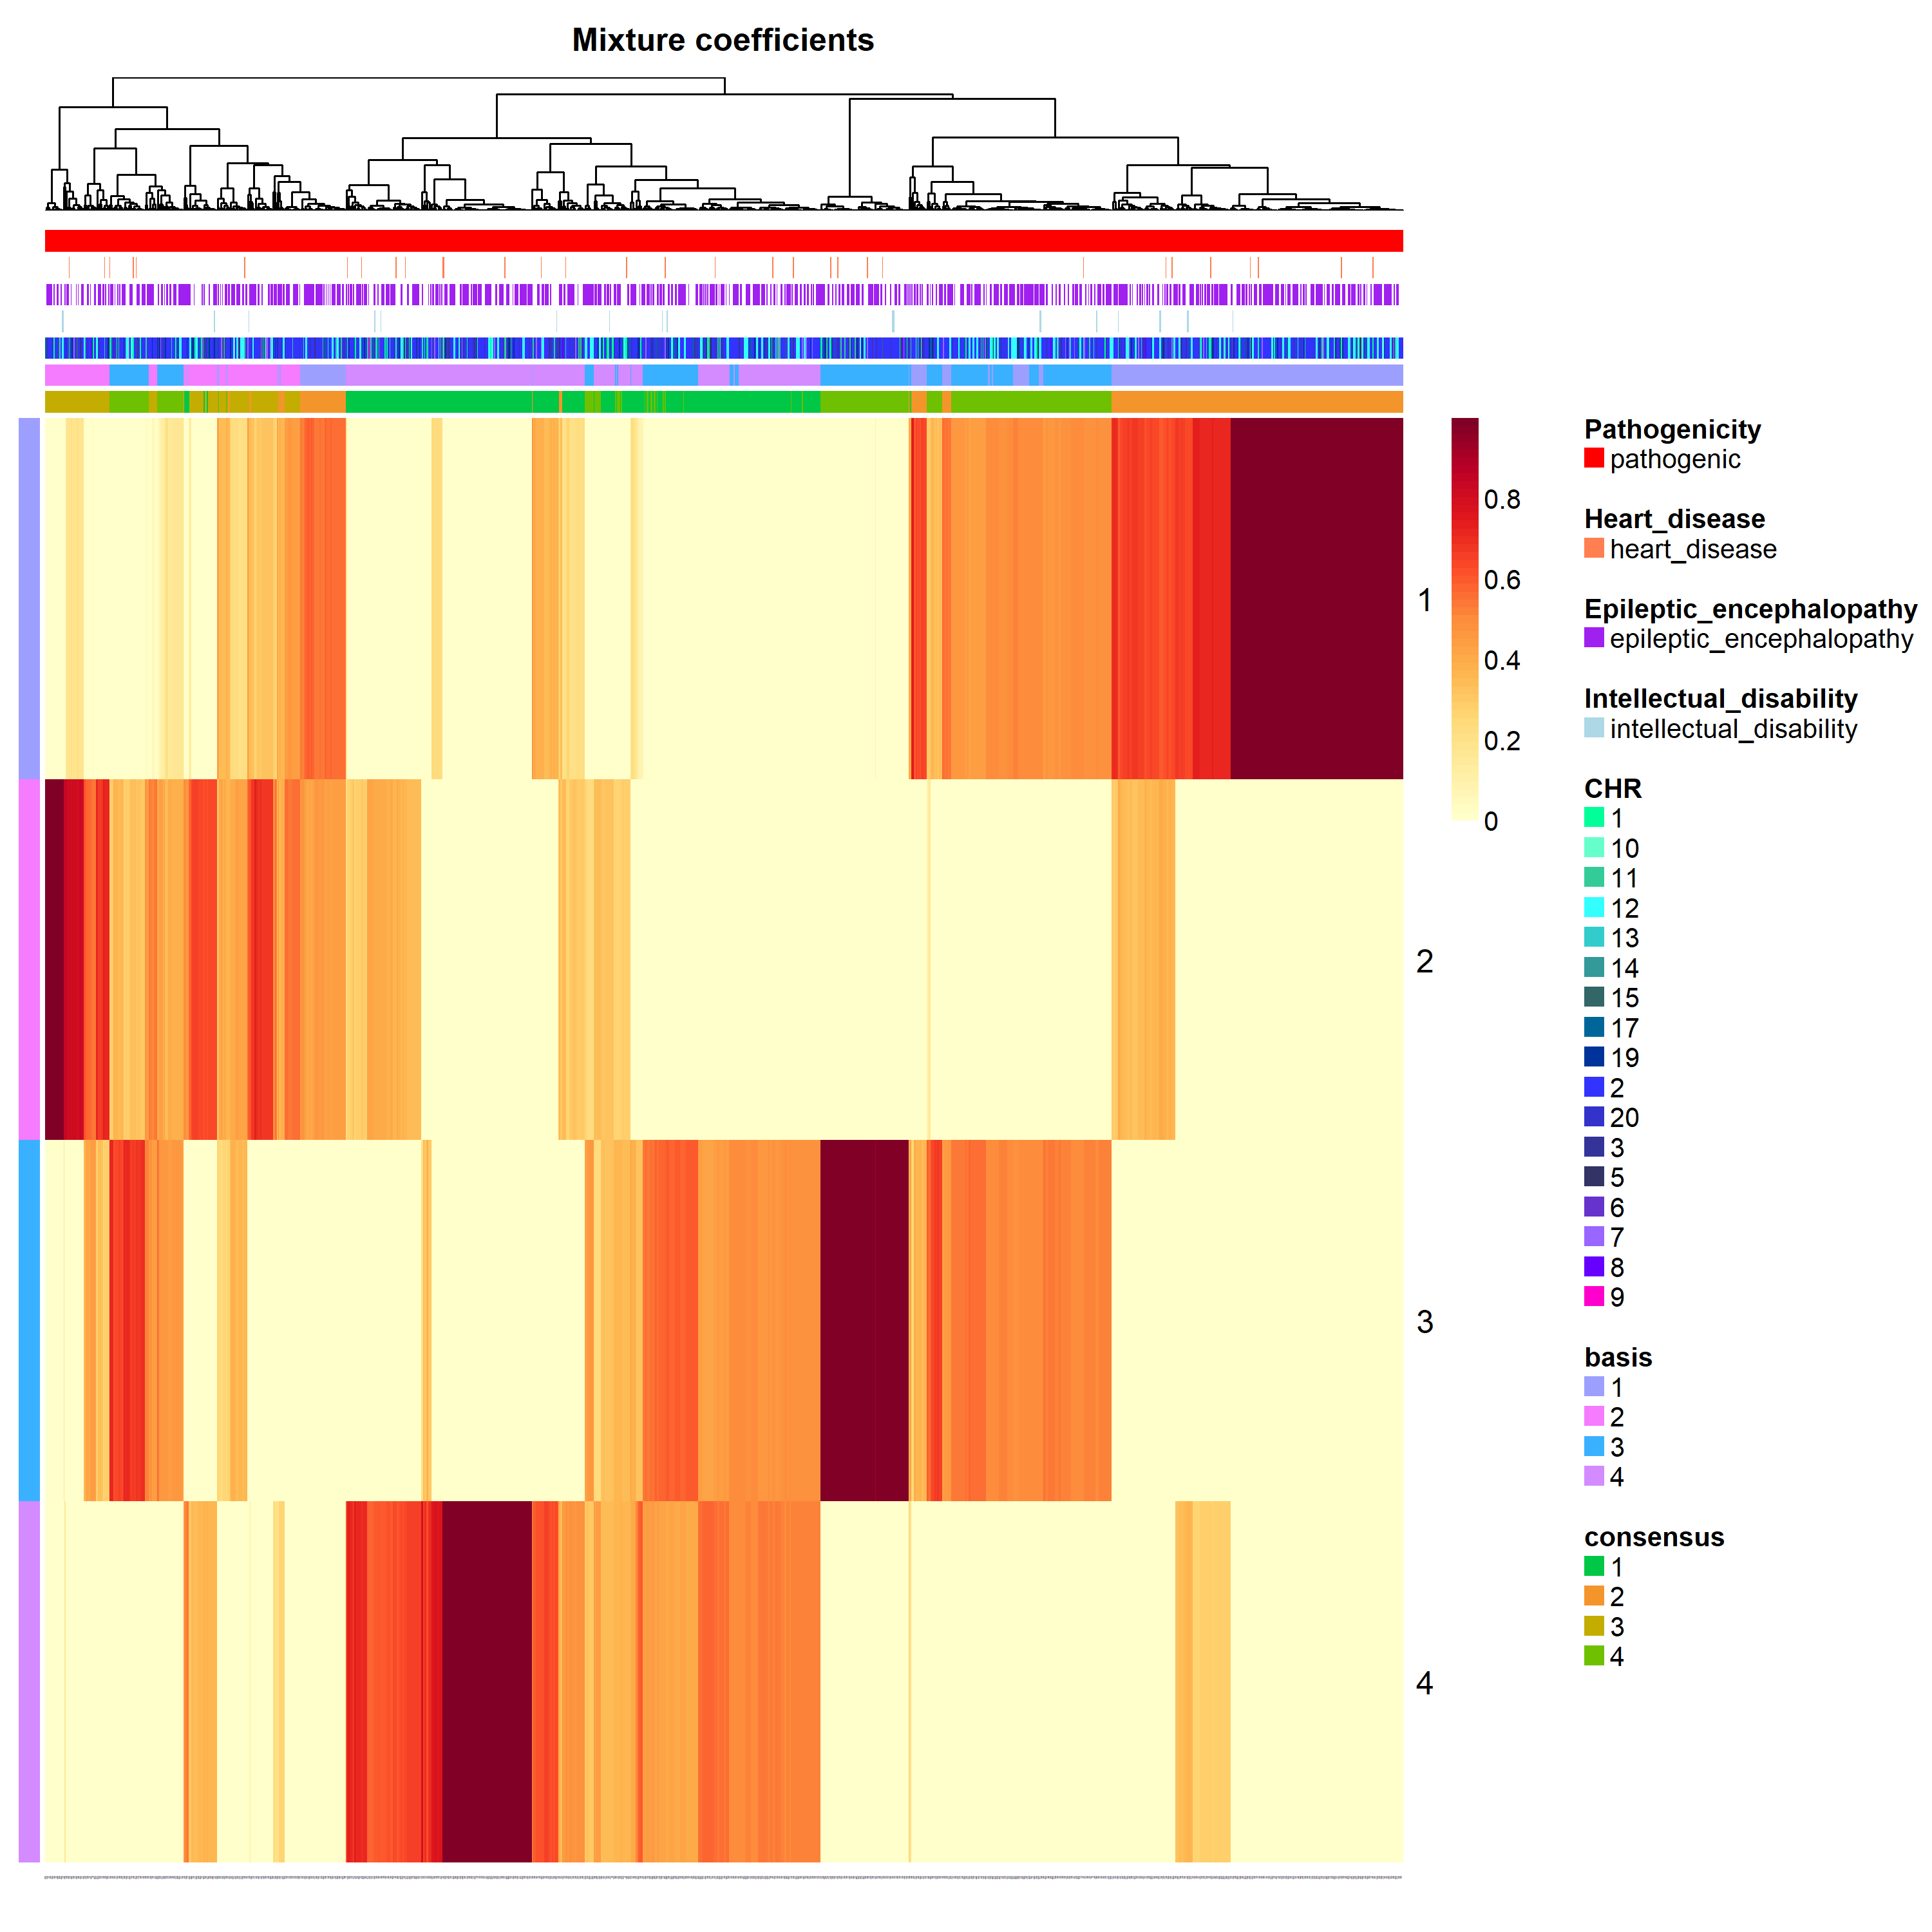 Mixture coefficients
0.8
0.6
0.4
0.2
0
1
2
3
4
Pathogenicity
pathogenic
Heart_disease
heart_disease
Epileptic_encephalopathy
epileptic_encephalopathy
Intellectual_disability
intellectual_disability
CHR
1
10
11
12
13
14
15
17
19
2
20
3
5
6
7
8
9
basis
1
2
3
4
consensus
1
2
3
4